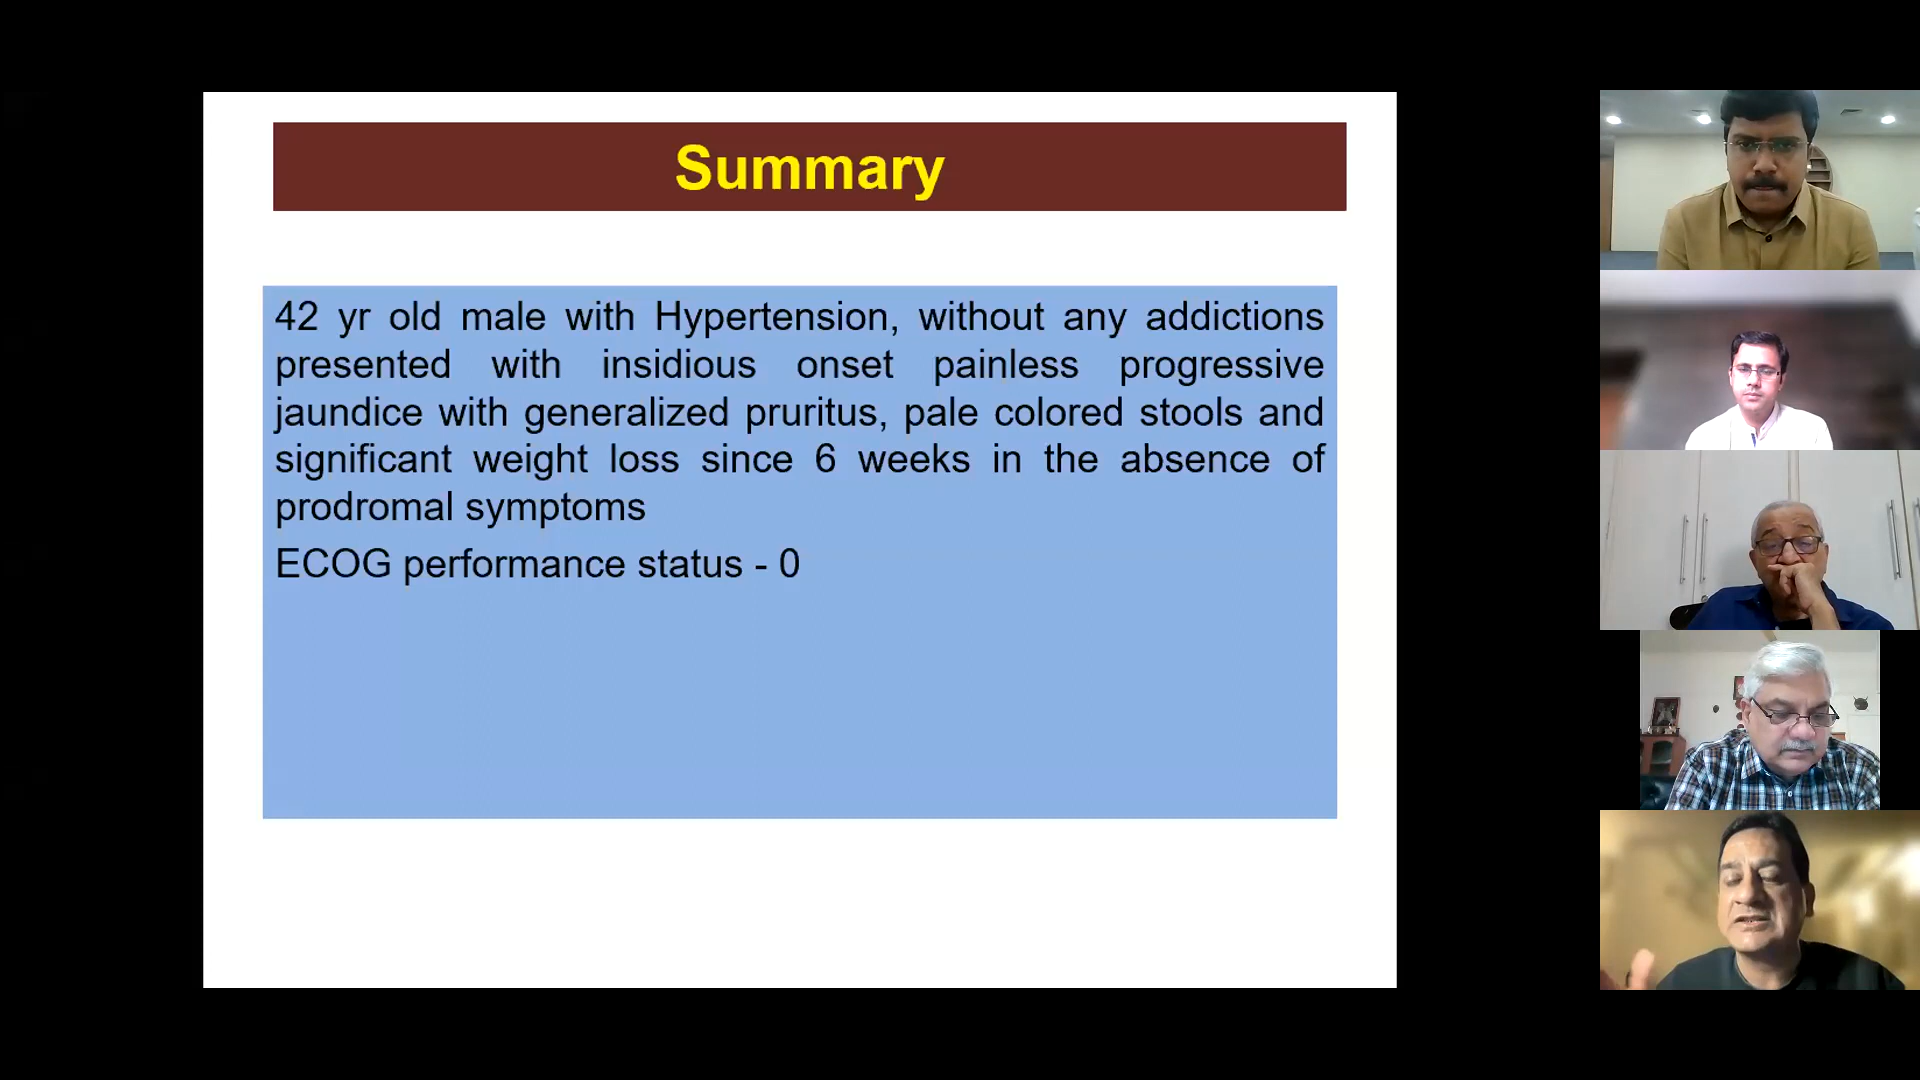 Summary
42 yr old male with Hypertension, without any addictions
presented with insidious onset painless progressive
jaundice with generalized pruritus, pale colored stools and
significant weight loss since 6 weeks in the absence of
prodromal symptoms
ECOG performance status - 0